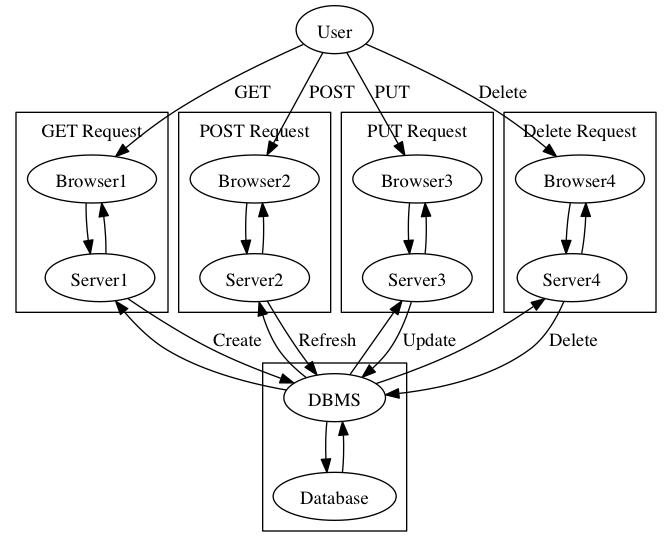 User
GET
POST
PUT
Delete
GET Request
POST Request
PUT Request
Delete Request
Browser1
Browser2
Browser3
Browser4
Server1
Server2
Server3
Server4
Create
Refresh
Update
Delete
DBMS
Database